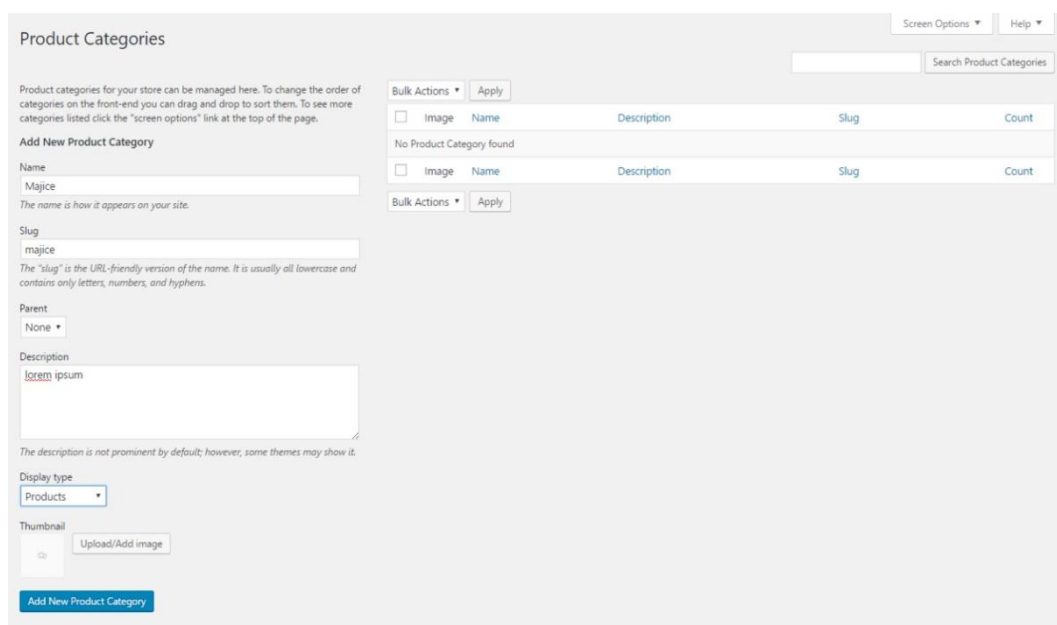 Screen Options ▼ Help ▼
Product Categories
Search Product Categories
Product categories for your store can be managed here. To change the order of
categories on the front-end you can drag and drop to sort them. To see more
categories listed click the "screen options" link at the top of the page.
Add New Product Category
Name
Majice
The name is how it appears on your site.
Slug
majice
The "slug" is the URL-friendly version of the name. It is usually all lowercase and
contains only letters, numbers, and hyphens.
Parent
None ▼
Description
lorem ipsum
The description is not prominent by default; however, some themes may show it.
Display type
Products ▼
Thumbnail
Upload/Add image
Add New Product Category
Bulk Actions ▼ Apply
Image Name Description Slug Count
No Product Category found
Image Name Description Slug Count
Bulk Actions ▼ Apply